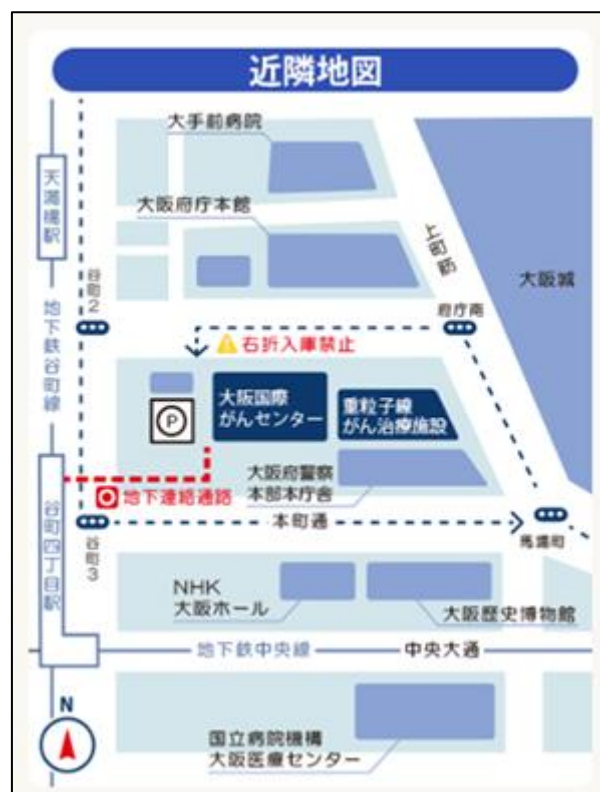 近隣地図
大手前病院
天満橋駅
大阪府庁本館
上町筋
大阪城
谷町2
府庁南
地下鉄谷町線
右折入庫禁止
大阪国際
がんセンター
重粒子線
がん治療施設
P
大阪府警察
本部本庁舎
地下連絡通路
本町通
馬場町
谷町四丁目駅
谷町3
NHK
大阪ホール
大阪歴史博物館
地下鉄中央線
中央大通
N
国立病院機構
大阪医療センター